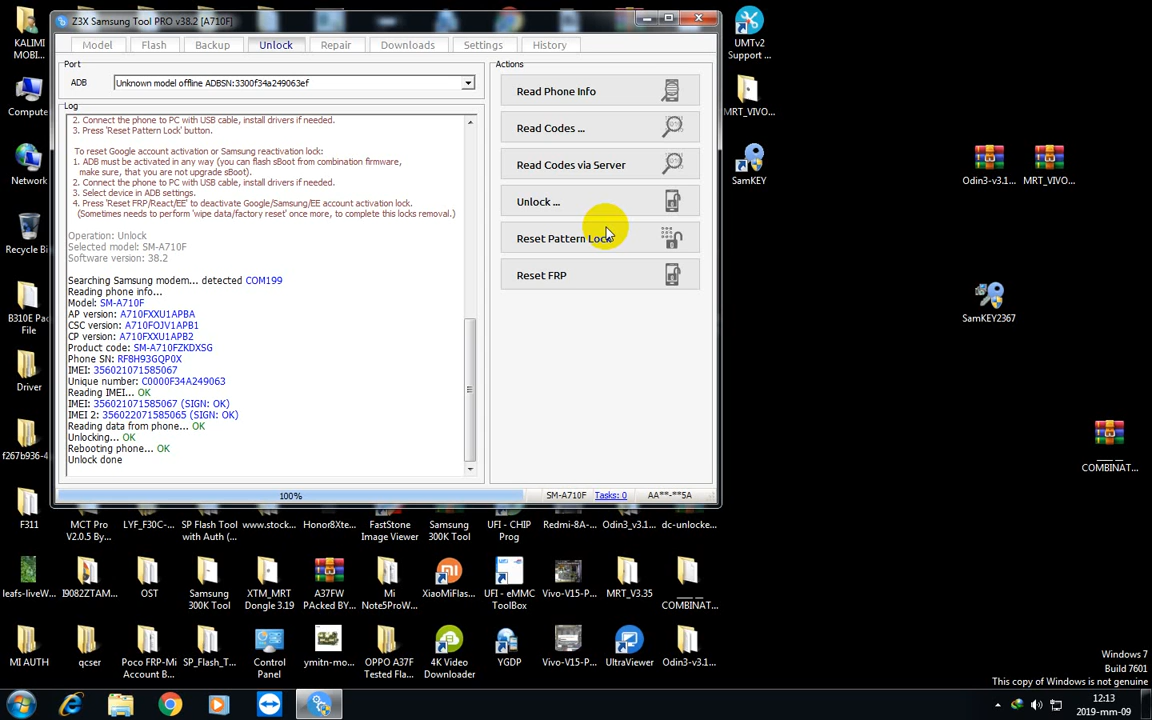 Z3X Samsung Tool PRO v38.2 [A710F]
Model
Flash
Backup
Unlock
Repair
Downloads
Settings
History
Port
ADB
Unknown model offline ADBSN:3300f34a249063ef
Log
2. Connect the phone to PC with USB cable, install drivers if needed.
3. Press 'Reset Pattern Lock' button.
To reset Google account activation or Samsung reactivation lock:
1. ADB must be activated in any way (you can flash sBoot from combination firmware,
make sure, that you are not upgrade sBoot).
2. Connect the phone to PC with USB cable, install drivers if needed.
3. Select device in ADB settings.
4. Press 'Reset FRP/React/EE' to deactivate Google/Samsung/EE account activation lock.
(Sometimes needs to perform 'wipe data/factory reset' once more, to complete this locks removal.)
Operation: Unlock
Selected model: SM-A710F
Software version: 38.2
Searching Samsung modem... detected COM199
Reading phone info...
Model: SM-A710F
AP version: A710FXXU1APBA
CSC version: A710FOJV1APB1
CP version: A710FXXU1APB2
Product code: SM-A710FZKDXSG
Phone SN: RF8H93GQP0X
IMEI: 356021071585067
Unique number: C0000F34A249063
Reading IMEI... OK
IMEI: 356021071585067 (SIGN: OK)
IMEI 2: 356022071585065 (SIGN: OK)
Reading data from phone... OK
Unlocking... OK
Rebooting phone... OK
Unlock done
Actions
Read Phone Info
Read Codes ...
Read Codes via Server
Unlock ...
Reset Pattern Lock
Reset FRP
100%
SM-A710F
Tasks: 0
AA**-**5A
KALIMI
MOBI...
Computer
Network
Recycle Bin
B310E Pac
File
Driver
f267b936-4
UMTv2
Support ...
MRT_VIVO...
SamKEY
Odin3-v3.1...
MRT_VIVO...
SamKEY2367
COMBINAT...
F311
MCT Pro
V2.0.5 By...
LYF_F30C-...
SP Flash Tool
with Auth (...
www.stock...
Honor8Xte...
FastStone
Image Viewer
Samsung
300K Tool
UFI - CHIP
Prog
Redmi-8A-...
Odin3_v3.1...
dc-unlocke...
leafs-liveW...
I9082ZTAM...
OST
Samsung
300K Tool
XTM_MRT
Dongle 3.19
A37FW
PAcked BY...
Mi
Note5ProW...
XiaoMiFlas...
UFI - eMMC
ToolBox
Vivo-V15-P...
MRT_V3.35
COMBINAT...
MI AUTH
qcser
Poco FRP-Mi
Account B...
SP_Flash_T...
Control
Panel
ymitn-mo...
OPPO A37F
Tested Fla...
4K Video
Downloader
YGDP
Vivo-V15-P...
UltraViewer
Odin3-v3.1...
Windows 7
Build 7601
This copy of Windows is not genuine
12:13
2019-mm-09